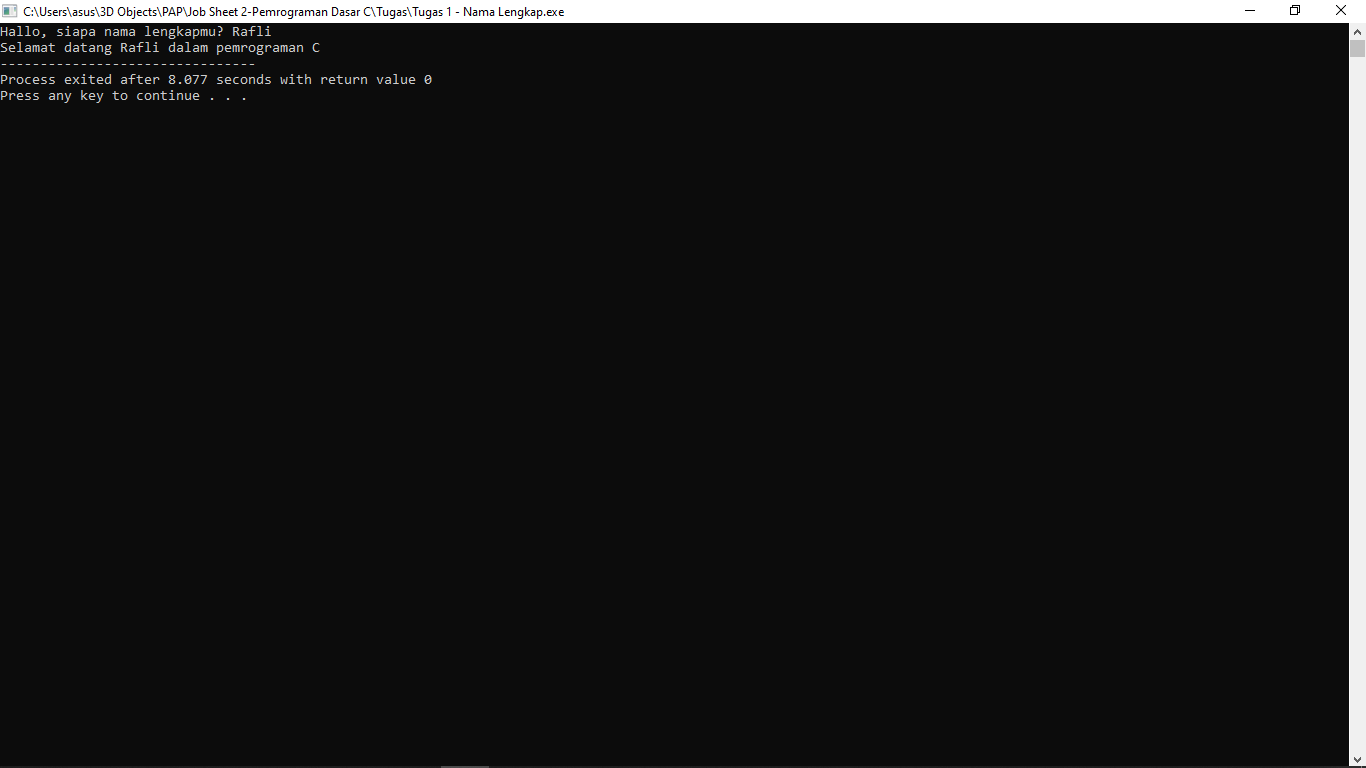 C:\Users\asus\3D Objects\PAP\Job Sheet 2-Pemrograman Dasar C\Tugas\Tugas 1 - Nama Lengkap.exe
Hallo, siapa nama lengkapmu? Rafli
Selamat datang Rafli dalam pemrograman C
--------------------------------
Process exited after 8.077 seconds with return value 0
Press any key to continue . . .